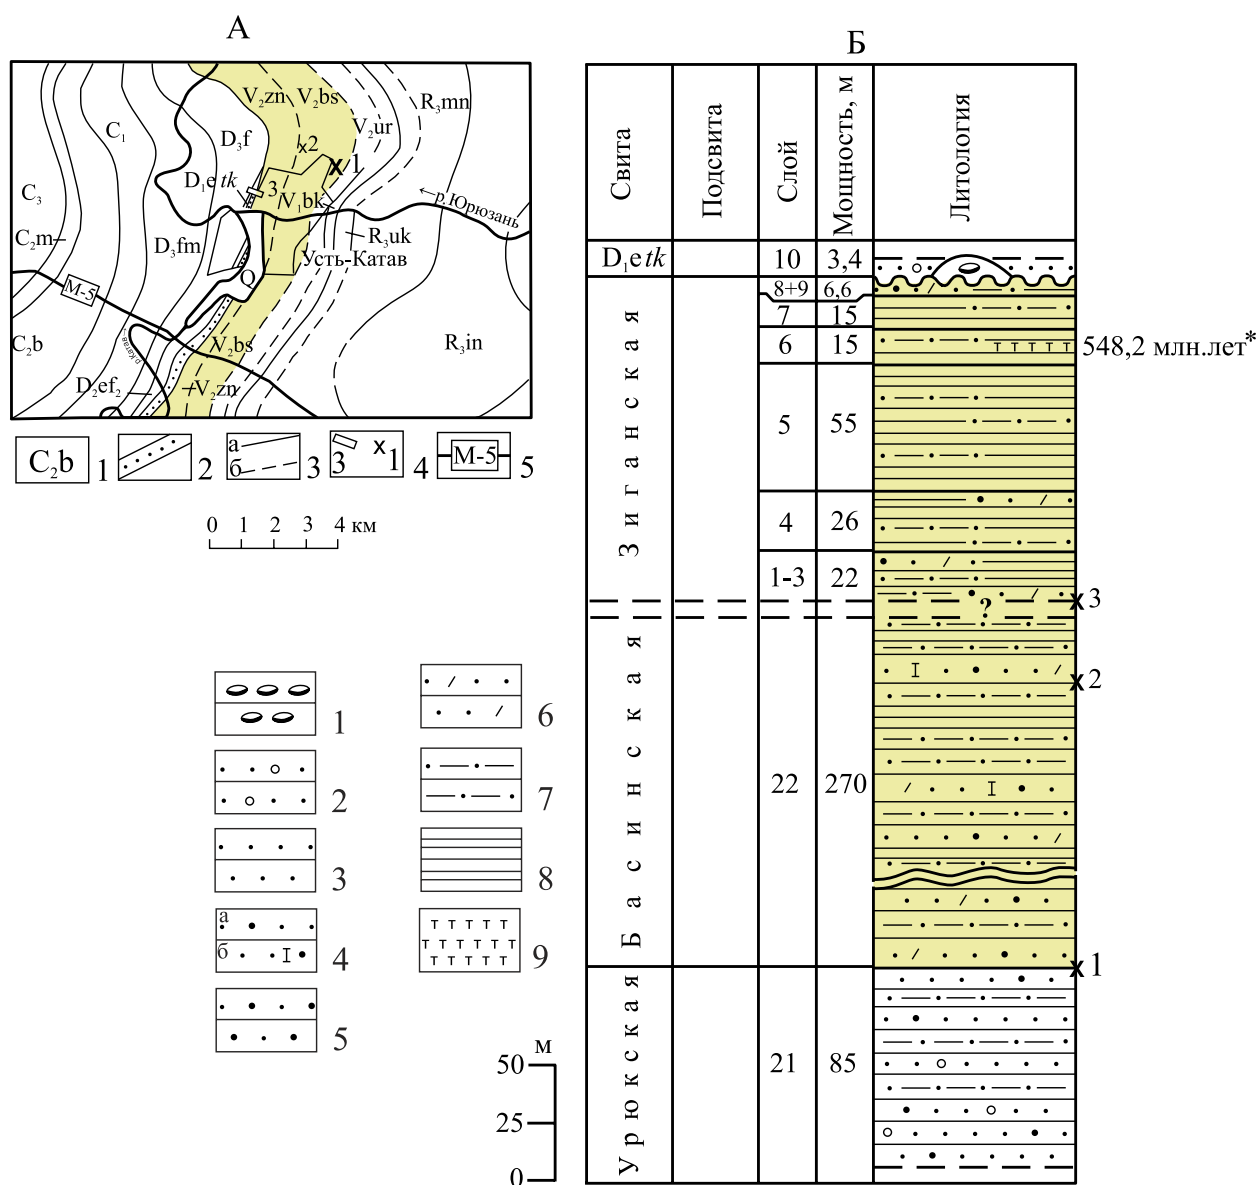 А
V₂zn
V₂bs
R₃mn
C₁
D₃f
V₂ur
x2
x1
D₁e tk
3
C₃
V₁bk
←р.Юрюзань
C₂m
D₃fm
R₃uk
Усть-Катав
Q
М-5
р.Катав
C₂b
V₂bs
R₃in
D₂ef₂
V₂zn
C₂b 1
2
а
б 3
3 x1 4
М-5 5
0 1 2 3 4 км
1
2
3
а
б 4
5
6
7
8
9
м
50
25
0
Б
Свита
Подсвита
Слой
Мощность, м
Литология
D₁e tk 10 3,4
Зиганская
8+9 6,6
7 15
6 15 548,2 млн.лет*
5 55
4 26
1-3 22
? x3
Басинская
x2
22 270
x1
Урюкская
21 85